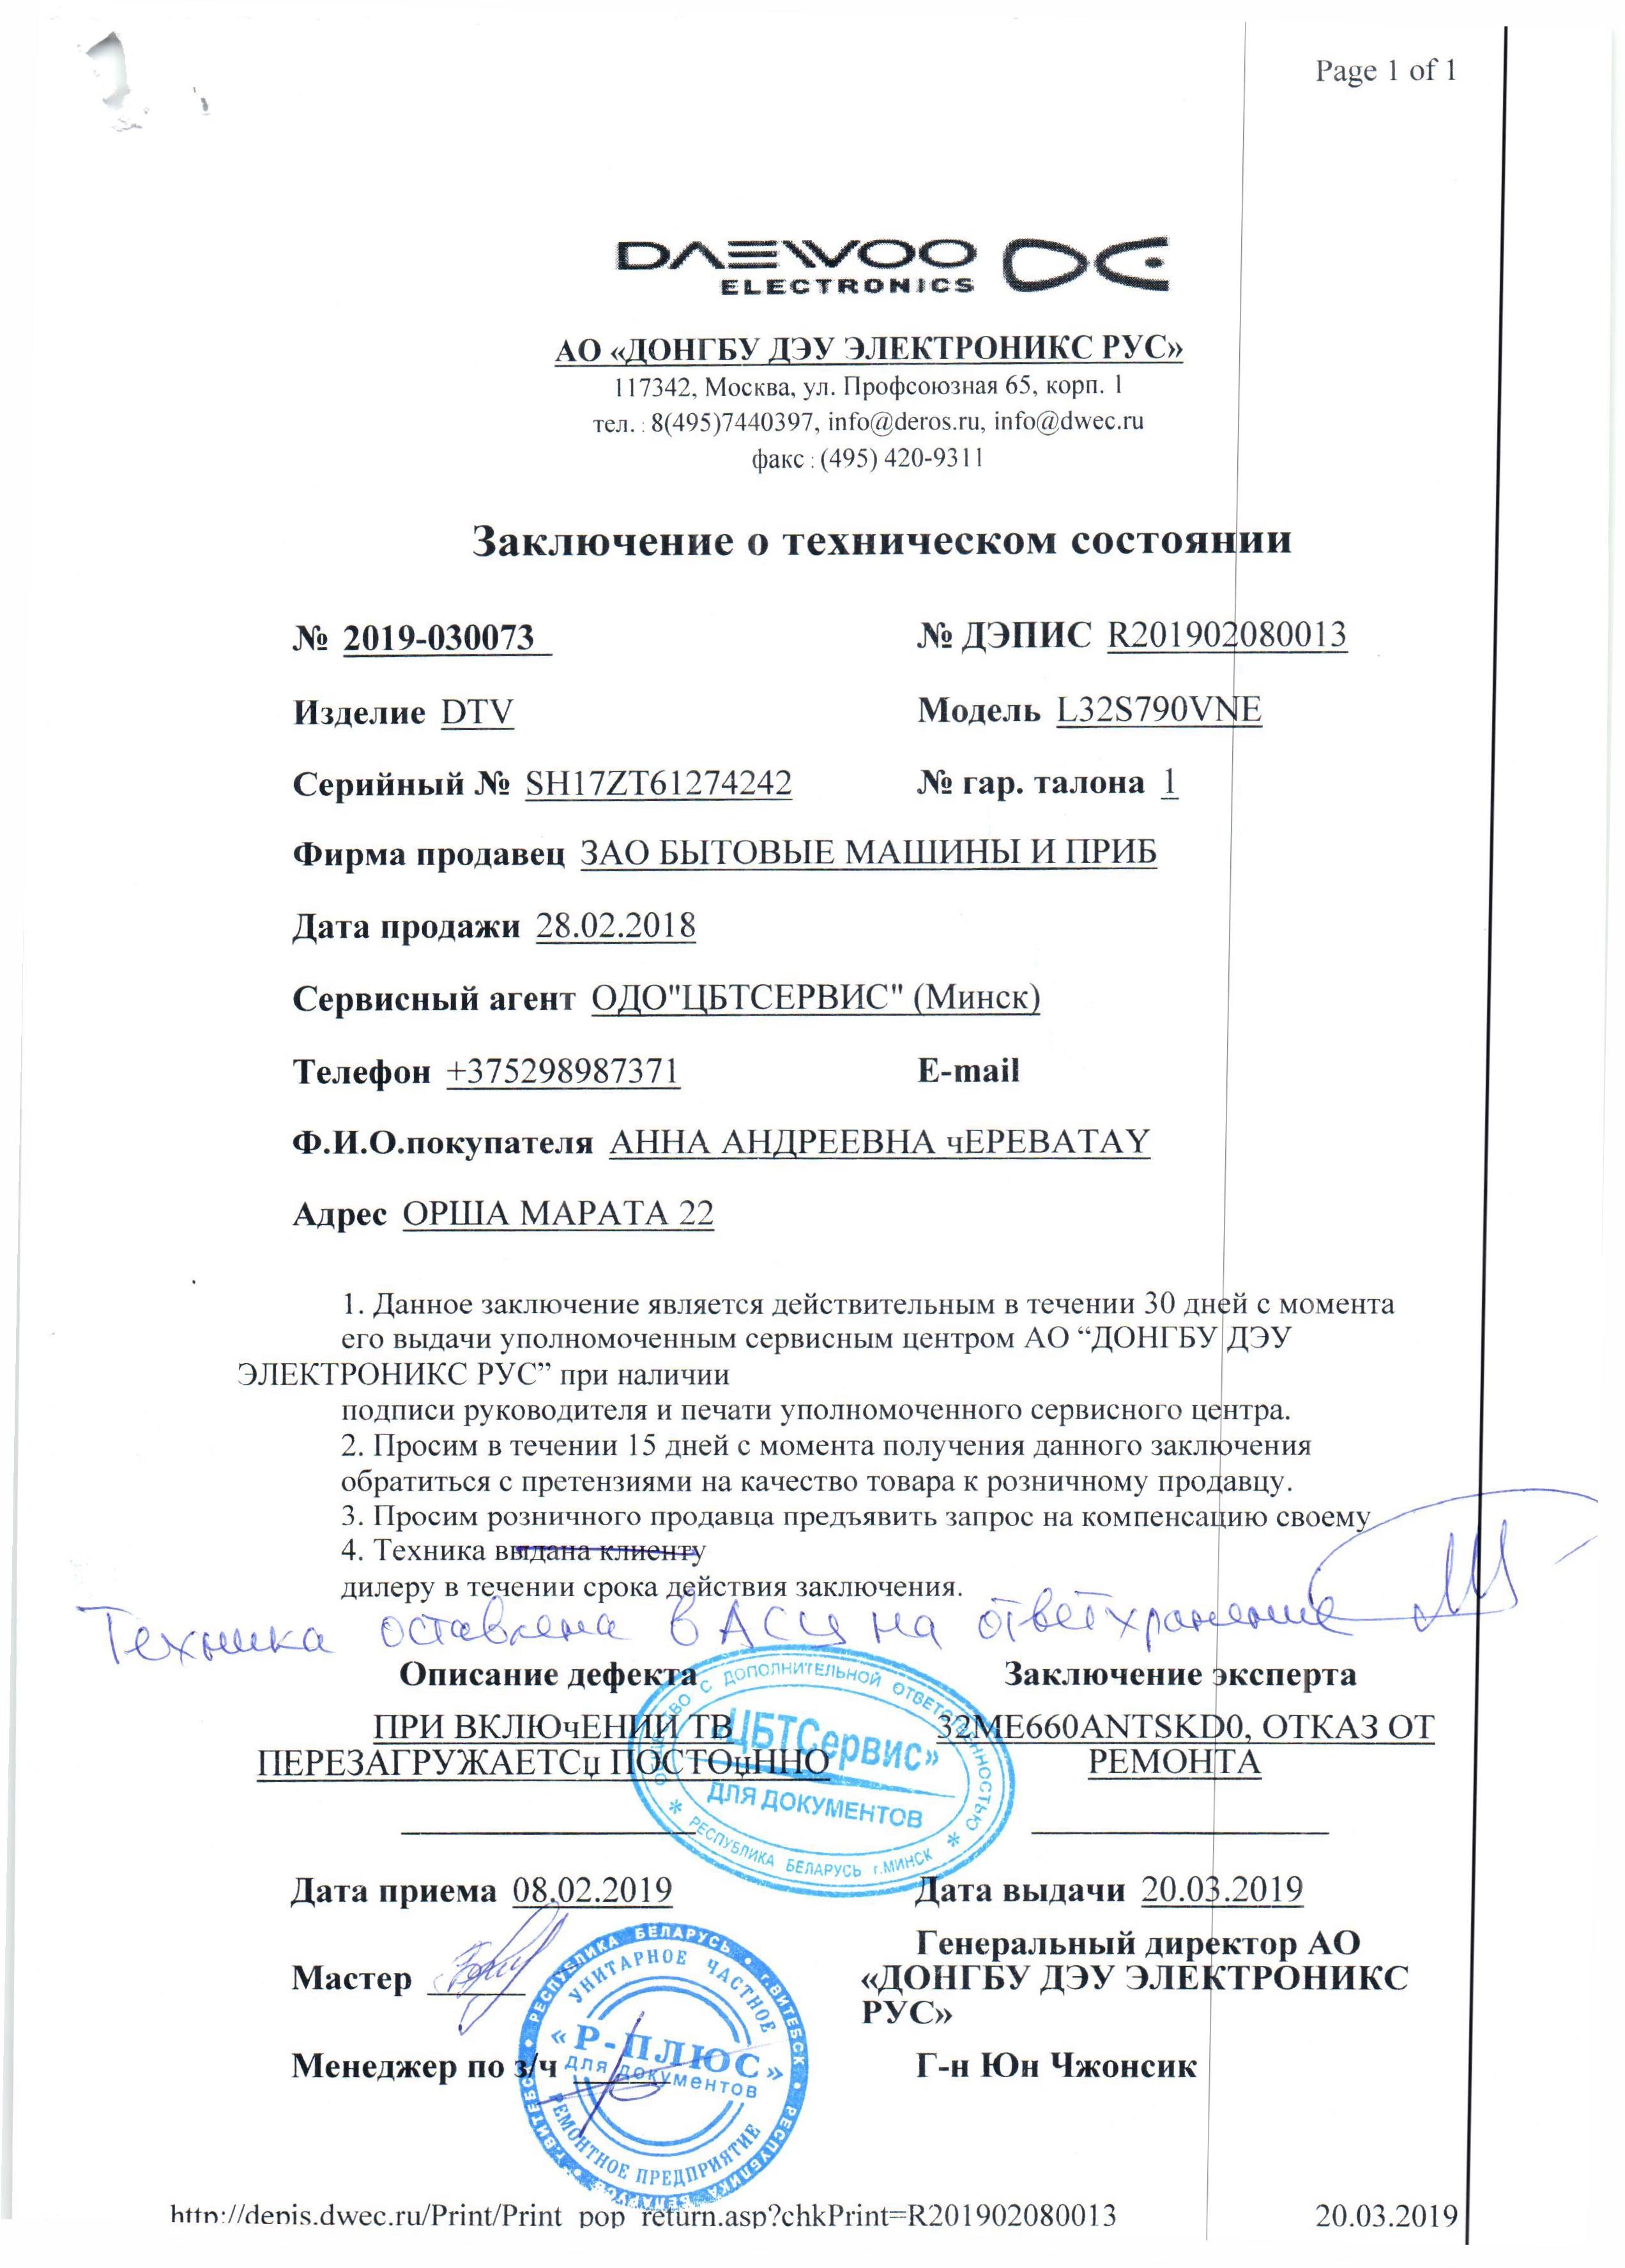 Page 1 of 1
DAEWOO
ELECTRONICS
АО «ДОНГБУ ДЭУ ЭЛЕКТРОНИКС РУС»
117342, Москва, ул. Профсоюзная 65, корп. 1
тел. : 8(495)7440397, info@deros.ru, info@dwec.ru
факс : (495) 420-9311
Заключение о техническом состоянии
№ 2019-030073 № ДЭПИС R201902080013
Изделие DTV Модель L32S790VNE
Серийный № SH17ZT61274242 № гар. талона 1
Фирма продавец ЗАО БЫТОВЫЕ МАШИНЫ И ПРИБ
Дата продажи 28.02.2018
Сервисный агент ОДО"ЦБТСЕРВИС" (Минск)
Телефон +375298987371 E-mail
Ф.И.О.покупателя АННА АНДРЕЕВНА чЕРЕВАТАY
Адрес ОРША МАРАТА 22
1. Данное заключение является действительным в течении 30 дней с момента
его выдачи уполномоченным сервисным центром АО “ДОНГБУ ДЭУ
ЭЛЕКТРОНИКС РУС” при наличии
подписи руководителя и печати уполномоченного сервисного центра.
2. Просим в течении 15 дней с момента получения данного заключения
обратиться с претензиями на качество товара к розничному продавцу.
3. Просим розничного продавца предъявить запрос на компенсацию своему
4. Техника выдана клиенту
дилеру в течении срока действия заключения.
Техника оставлена в АСЦ на ответхранение
Описание дефекта Заключение эксперта
ПРИ ВКЛЮчЕНИИ ТВ 32ME660ANTSKD0, ОТКАЗ ОТ
ПЕРЕЗАГРУЖАЕТСџ ПОСТОџННО РЕМОНТА
ОБЩЕСТВО С ДОПОЛНИТЕЛЬНОЙ ОТВЕТСТВЕННОСТЬЮ
«ЦБТСервис»
ДЛЯ ДОКУМЕНТОВ
* РЕСПУБЛИКА БЕЛАРУСЬ г.МИНСК *
Дата приема 08.02.2019 Дата выдачи 20.03.2019
Генеральный директор АО
Мастер «ДОНГБУ ДЭУ ЭЛЕКТРОНИКС
РУС»
Менеджер по з/ч Г-н Юн Чжонсик
РЕСПУБЛИКА БЕЛАРУСЬ • г.ВИТЕБСК • РЕСПУБЛИКА БЕЛАРУСЬ • г.ВИТЕБСК •
УНИТАРНОЕ ЧАСТНОЕ
«Р-ПЛЮС»
для документов
РЕМОНТНОЕ ПРЕДПРИЯТИЕ
http://denis.dwec.ru/Print/Print_pop_return.asp?chkPrint=R201902080013 20.03.2019